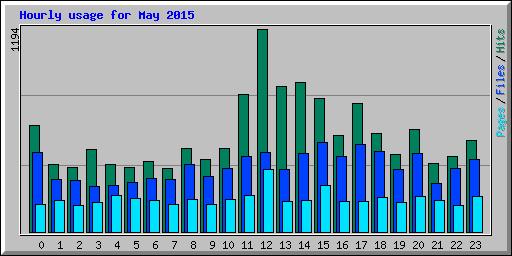 Hourly usage for May 2015
1194
Pages/Files/Hits
0 1 2 3 4 5 6 7 8 9 10 11 12 13 14 15 16 17 18 19 20 21 22 23